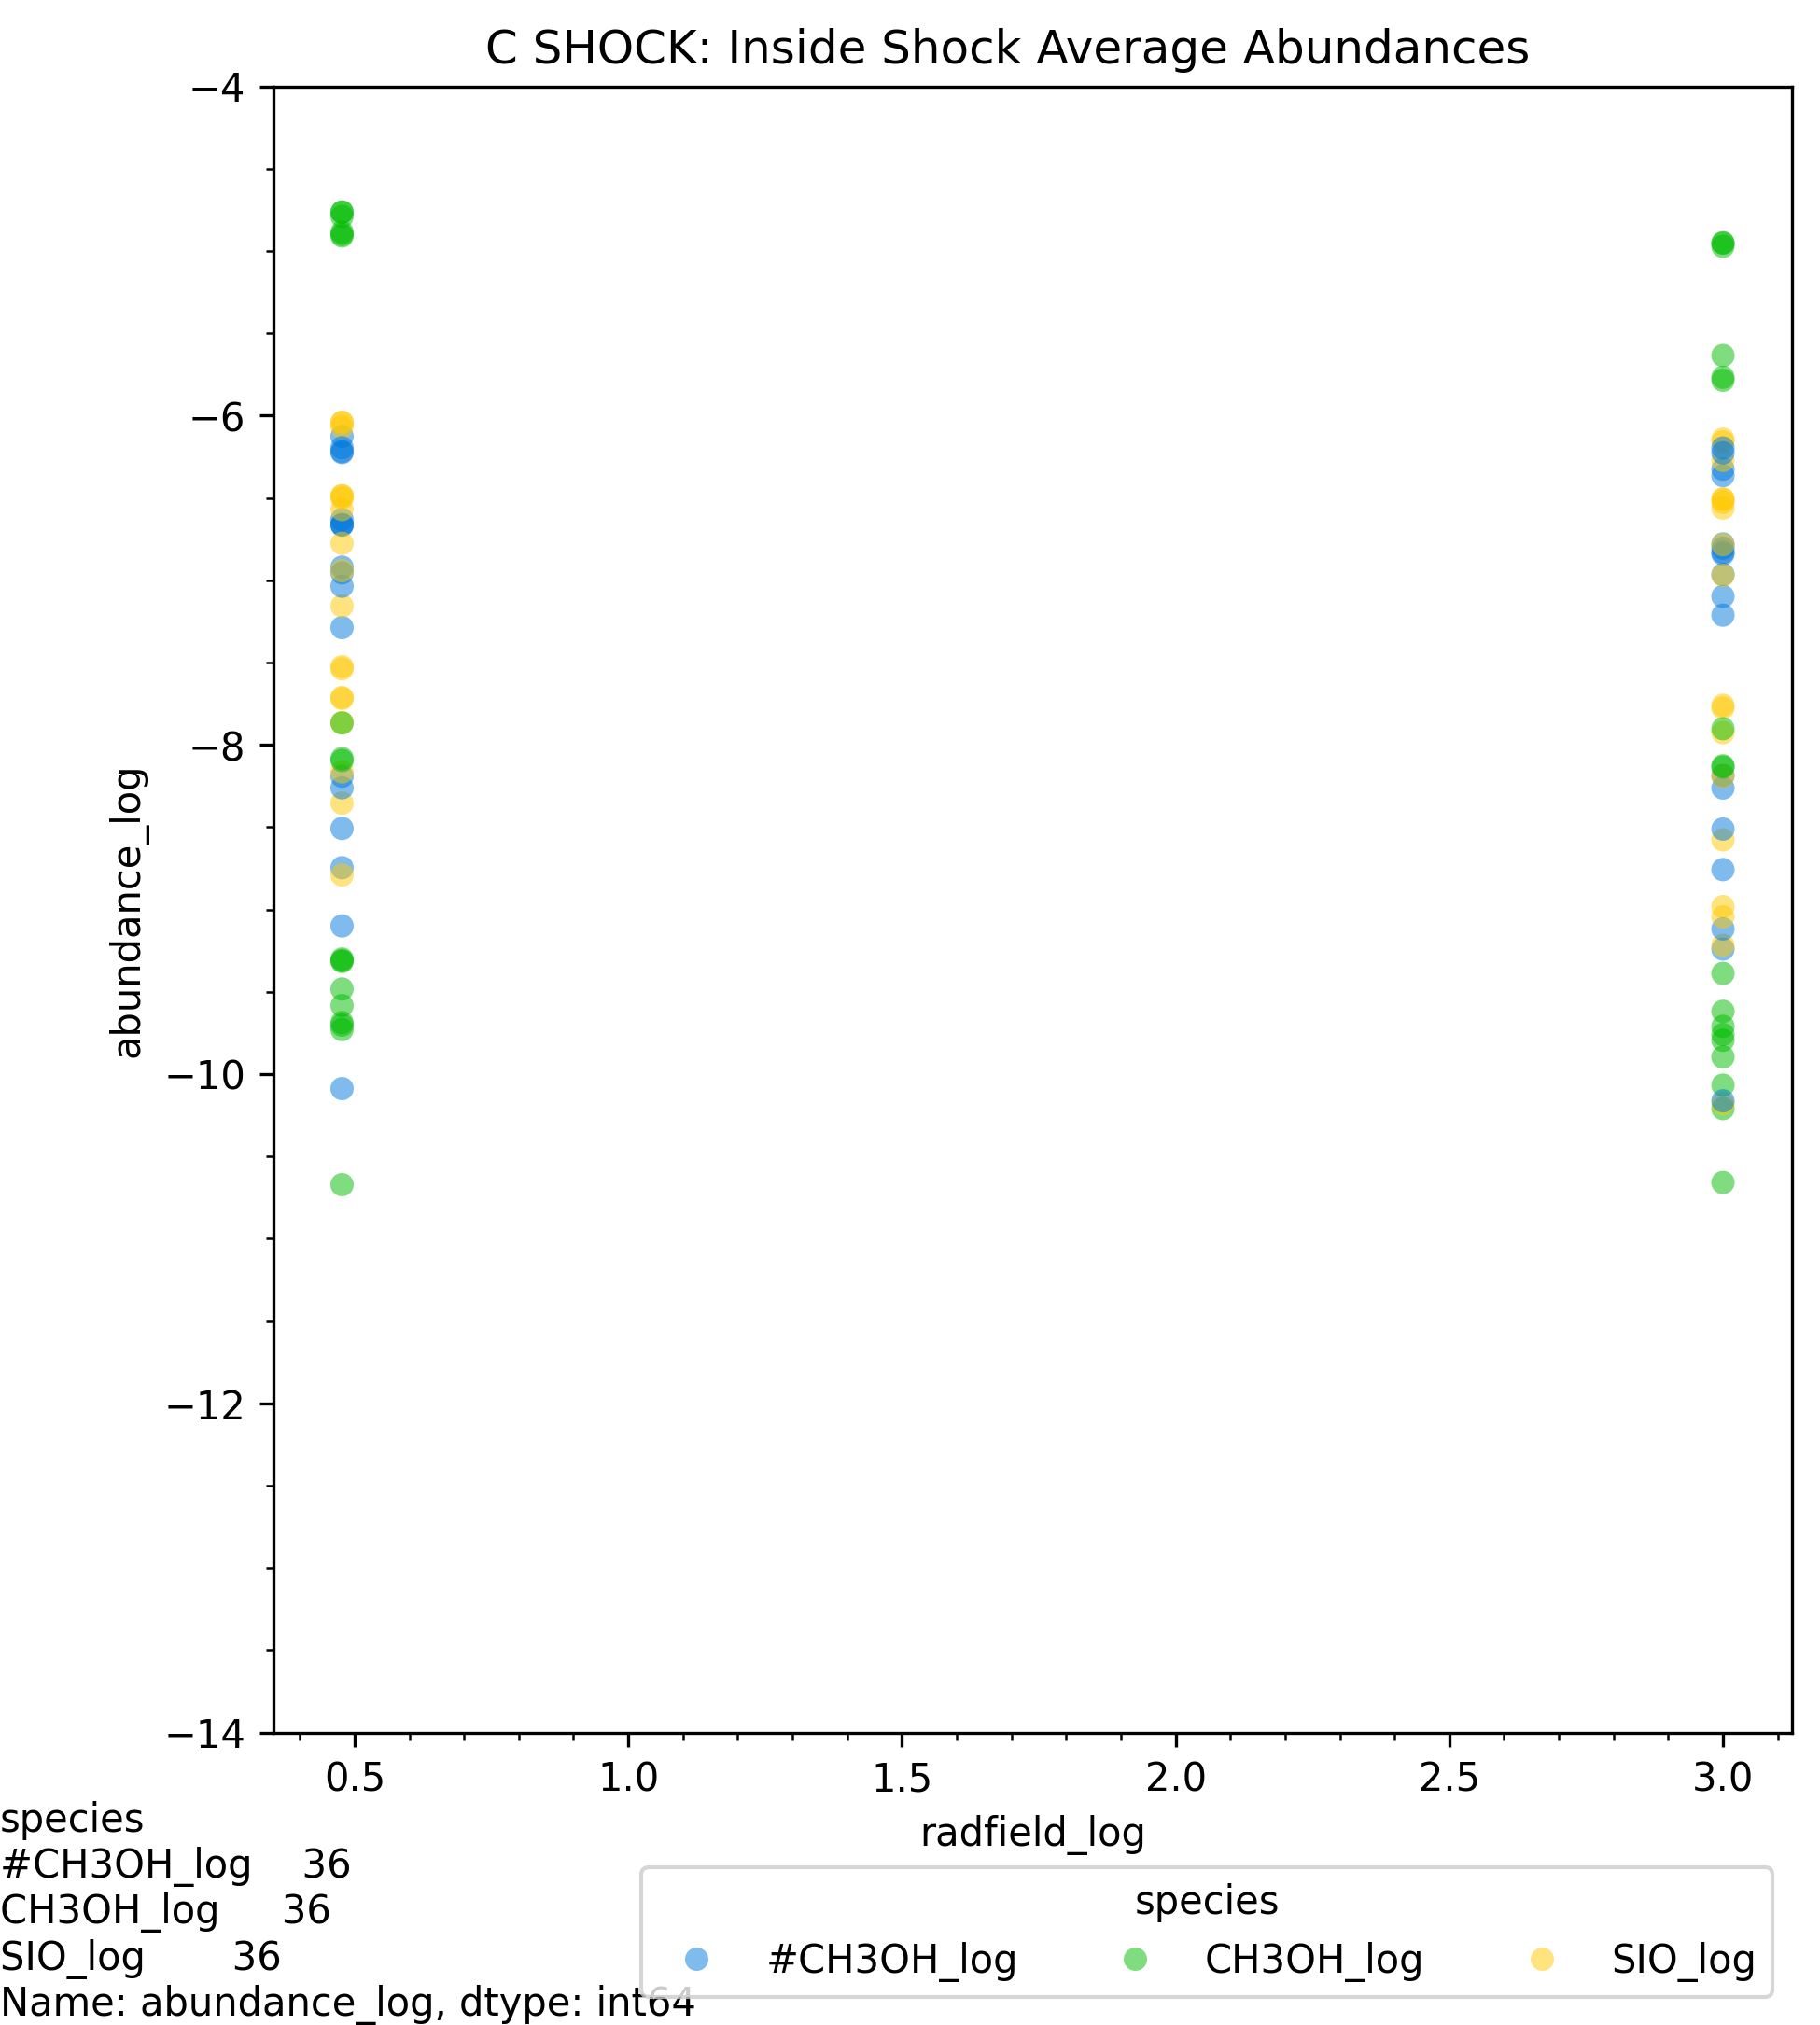 C SHOCK: Inside Shock Average Abundances
−4
−6
−8
−10
−12
−14
abundance_log
0.5 1.0 1.5 2.0 2.5 3.0
radfield_log
species
#CH3OH_log 36
CH3OH_log 36
SIO_log 36
Name: abundance_log, dtype: int64
species
#CH3OH_log CH3OH_log SIO_log